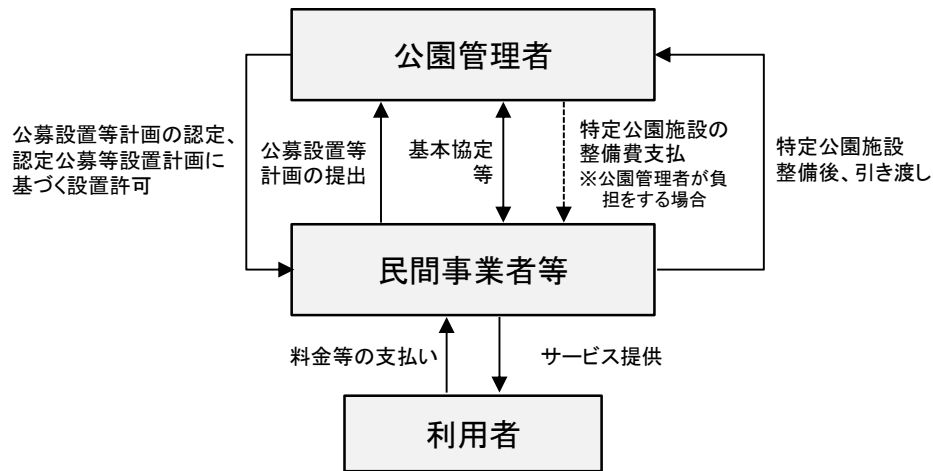 公園管理者
公募設置等計画の認定、
認定公募等設置計画に
基づく設置許可
公募設置等
計画の提出
基本協定
等
特定公園施設の
整備費支払
※公園管理者が負
担をする場合
特定公園施設
整備後、引き渡し
民間事業者等
料金等の支払い
サービス提供
利用者